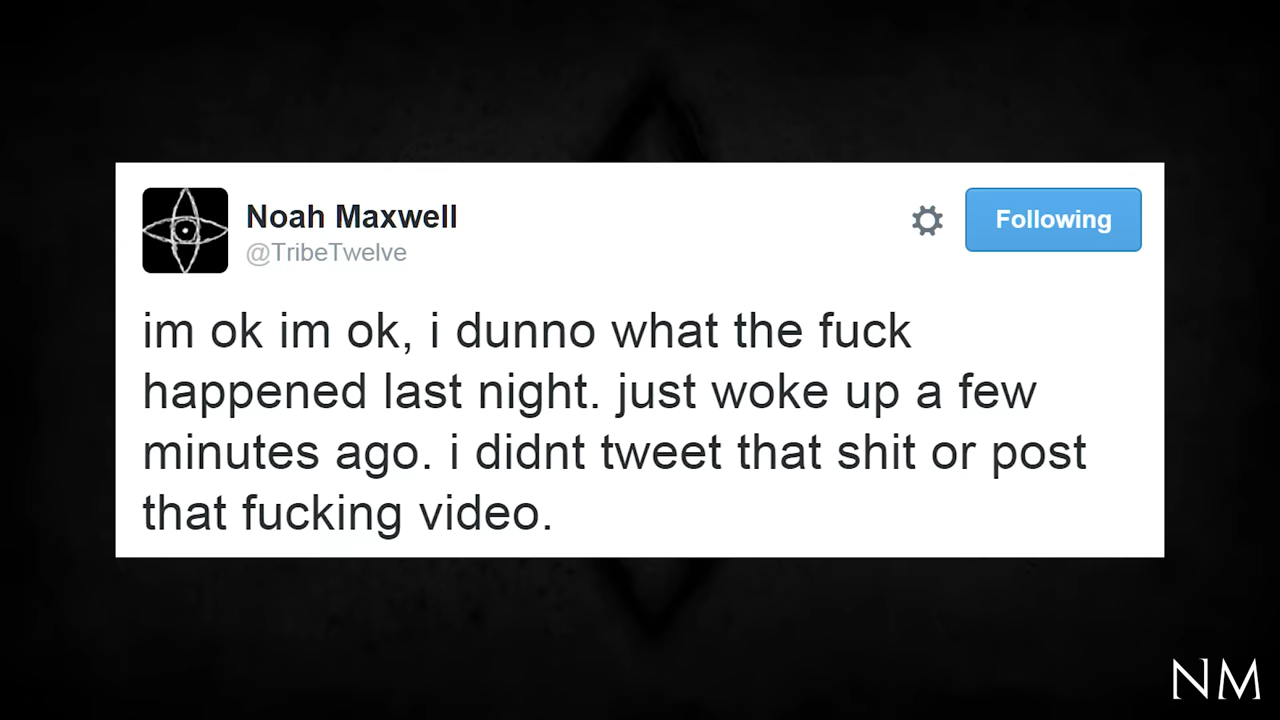 Noah Maxwell
@TribeTwelve
Following
im ok im ok, i dunno what the fuck
happened last night. just woke up a few
minutes ago. i didnt tweet that shit or post
that fucking video.
NM